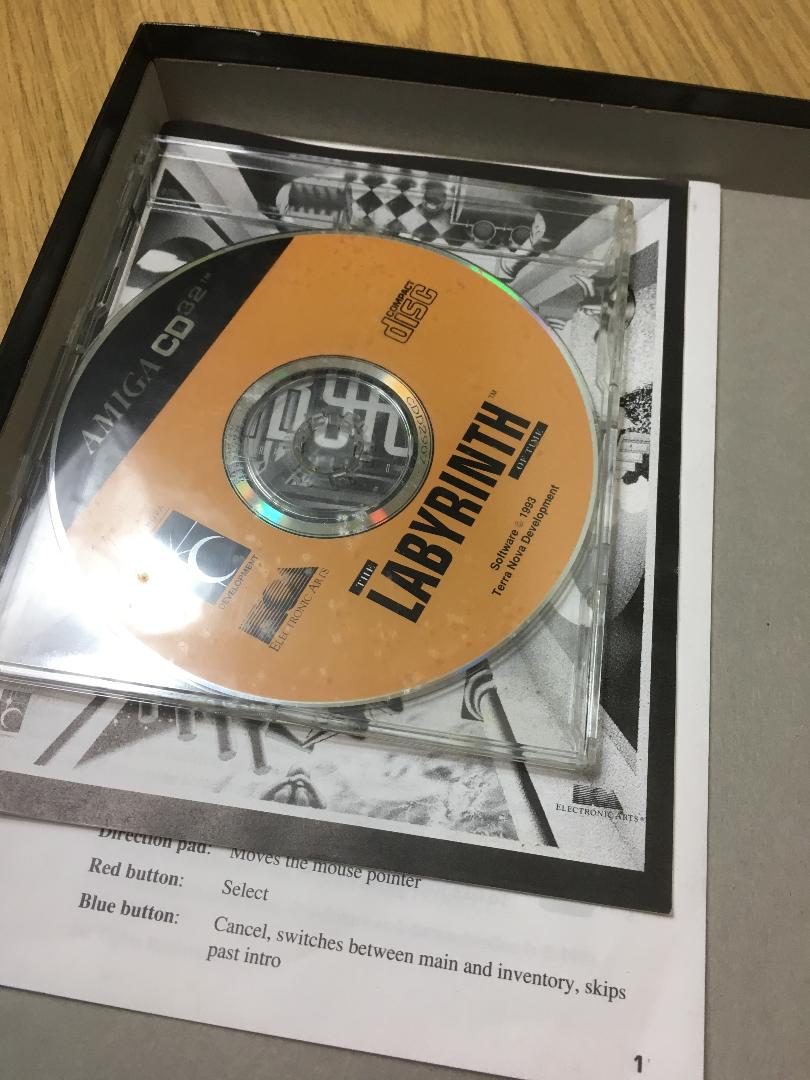 AMIGA CD32™
COMPACT
disc
THE
LABYRINTH™
OF TIME
Software © 1993
Terra Nova Development
DEVELOPMENT
ELECTRONIC ARTS
ELECTRONIC ARTS®
Direction pad: Moves the mouse pointer
Red button: Select
Blue button: Cancel, switches between main and inventory, skips
past intro
1